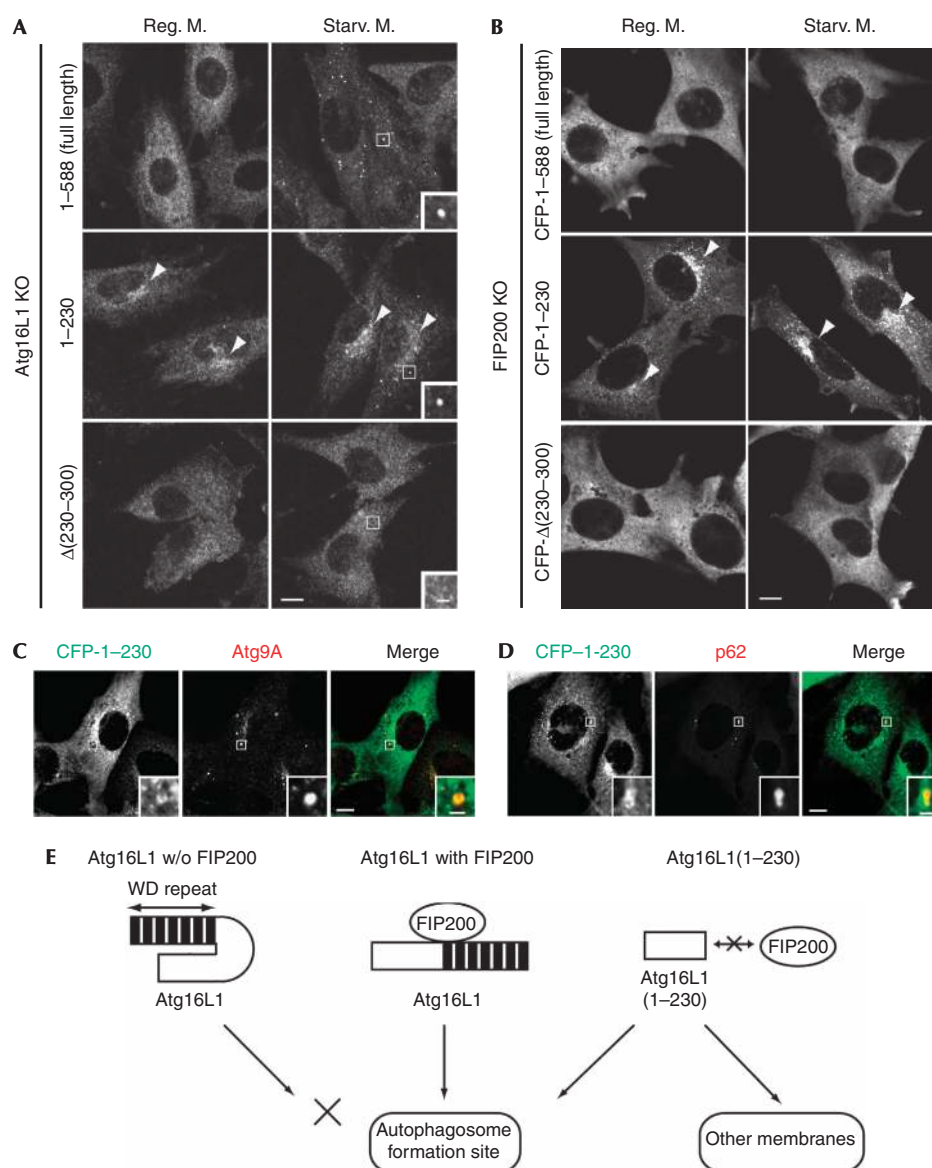 A
Reg. M.
Starv. M.
Atg16L1 KO
1–588 (full length)
1–230
Δ(230–300)
B
Reg. M.
Starv. M.
FIP200 KO
CFP-1–588 (full length)
CFP-1–230
CFP-Δ(230–300)
C
CFP-1–230
Atg9A
Merge
D
CFP–1-230
p62
Merge
E
Atg16L1 w/o FIP200
WD repeat
Atg16L1
Atg16L1 with FIP200
FIP200
Atg16L1
Atg16L1(1–230)
FIP200
Atg16L1
(1–230)
Autophagosome
formation site
Other membranes